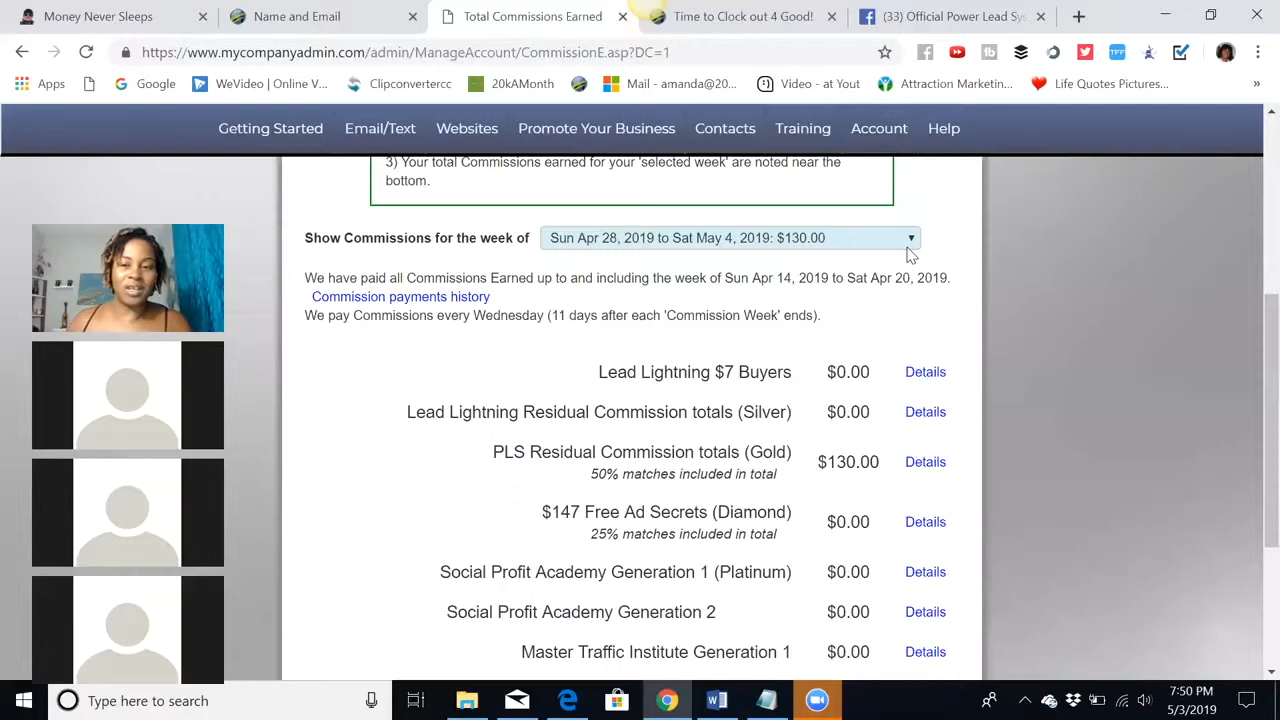 Money Never Sleeps
Name and Email
Total Commissions Earned
Time to Clock out 4 Good!
(33) Official Power Lead Sys
https://www.mycompanyadmin.com/admin/ManageAccount/CommissionE.asp?DC=1
Apps
Google
WeVideo | Online V...
Clipconvertercc
20kAMonth
Mail - amanda@20...
Video - at Yout
Attraction Marketin...
Life Quotes Pictures...
»
Getting Started
Email/Text
Websites
Promote Your Business
Contacts
Training
Account
Help
3) Your total Commissions earned for your 'selected week' are noted near the
bottom.
Show Commissions for the week of
Sun Apr 28, 2019 to Sat May 4, 2019: $130.00
We have paid all Commissions Earned up to and including the week of Sun Apr 14, 2019 to Sat Apr 20, 2019.
Commission payments history
We pay Commissions every Wednesday (11 days after each 'Commission Week' ends).
Lead Lightning $7 Buyers $0.00 Details
Lead Lightning Residual Commission totals (Silver) $0.00 Details
PLS Residual Commission totals (Gold)
50% matches included in total
$130.00 Details
$147 Free Ad Secrets (Diamond)
25% matches included in total
$0.00 Details
Social Profit Academy Generation 1 (Platinum) $0.00 Details
Social Profit Academy Generation 2 $0.00 Details
Master Traffic Institute Generation 1 $0.00 Details
Type here to search
7:50 PM
5/3/2019